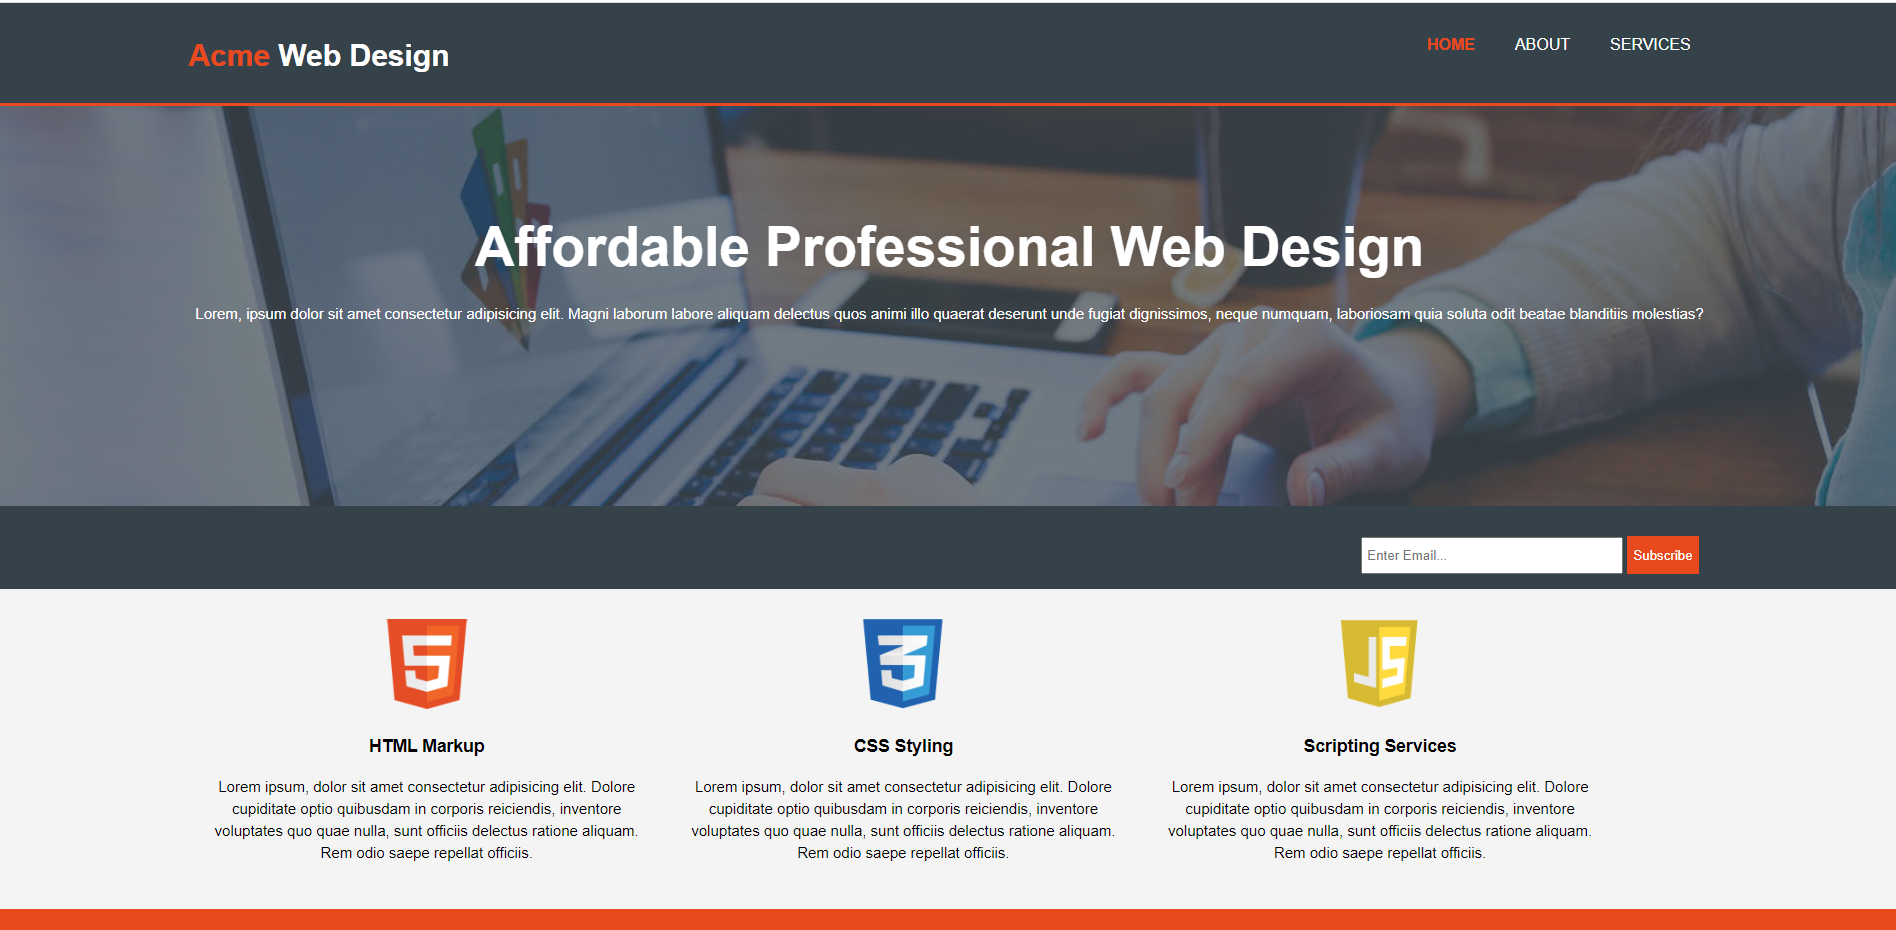 Acme Web Design
HOME ABOUT SERVICES
Affordable Professional Web Design
Lorem, ipsum dolor sit amet consectetur adipisicing elit. Magni laborum labore aliquam delectus quos animi illo quaerat deserunt unde fugiat dignissimos, neque numquam, laboriosam quia soluta odit beatae blanditiis molestias?
Enter Email...
Subscribe
5
HTML Markup
Lorem ipsum, dolor sit amet consectetur adipisicing elit. Dolore
cupiditate optio quibusdam in corporis reiciendis, inventore
voluptates quo quae nulla, sunt officiis delectus ratione aliquam.
Rem odio saepe repellat officiis.
3
CSS Styling
Lorem ipsum, dolor sit amet consectetur adipisicing elit. Dolore
cupiditate optio quibusdam in corporis reiciendis, inventore
voluptates quo quae nulla, sunt officiis delectus ratione aliquam.
Rem odio saepe repellat officiis.
JS
Scripting Services
Lorem ipsum, dolor sit amet consectetur adipisicing elit. Dolore
cupiditate optio quibusdam in corporis reiciendis, inventore
voluptates quo quae nulla, sunt officiis delectus ratione aliquam.
Rem odio saepe repellat officiis.